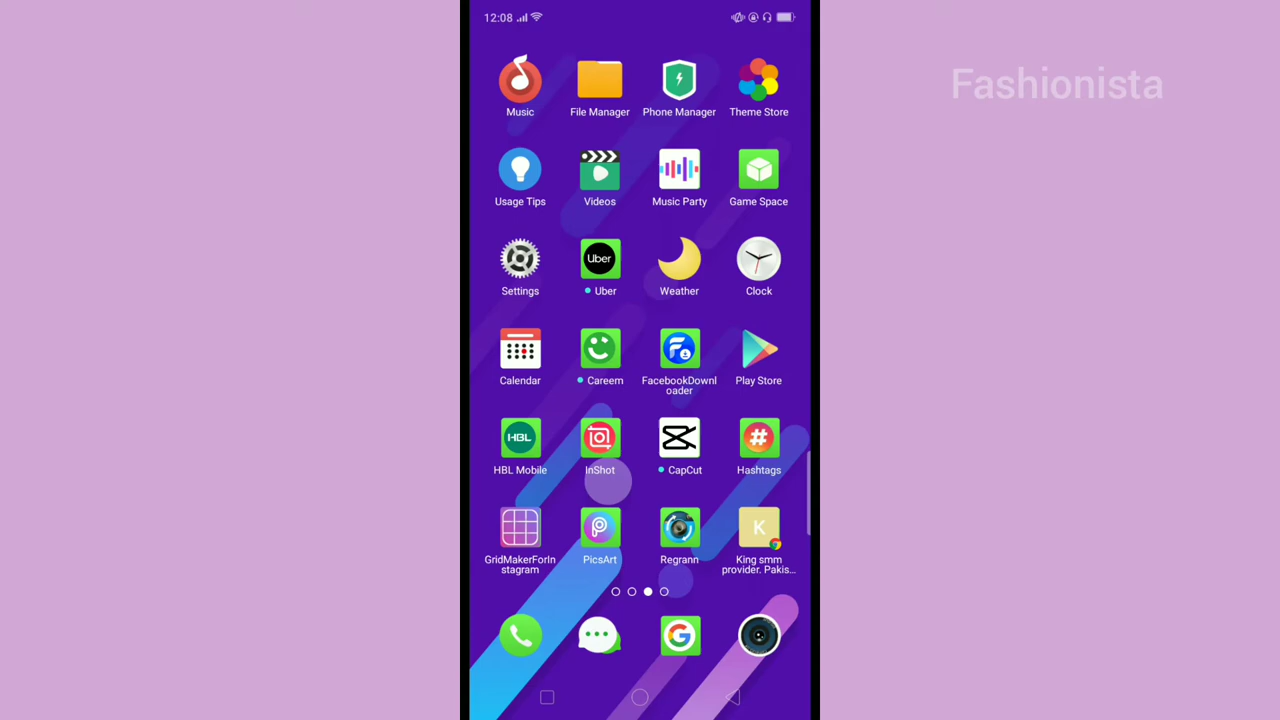 12:08
Fashionista
Music
File Manager
Phone Manager
Theme Store
Usage Tips
Videos
Music Party
Game Space
Uber
Settings
Uber
Weather
Clock
Calendar
Careem
FacebookDownl
oader
Play Store
HBL
#
HBL Mobile
InShot
CapCut
Hashtags
K
GridMakerForIn
stagram
PicsArt
Regrann
King smm
provider. Pakis...
G